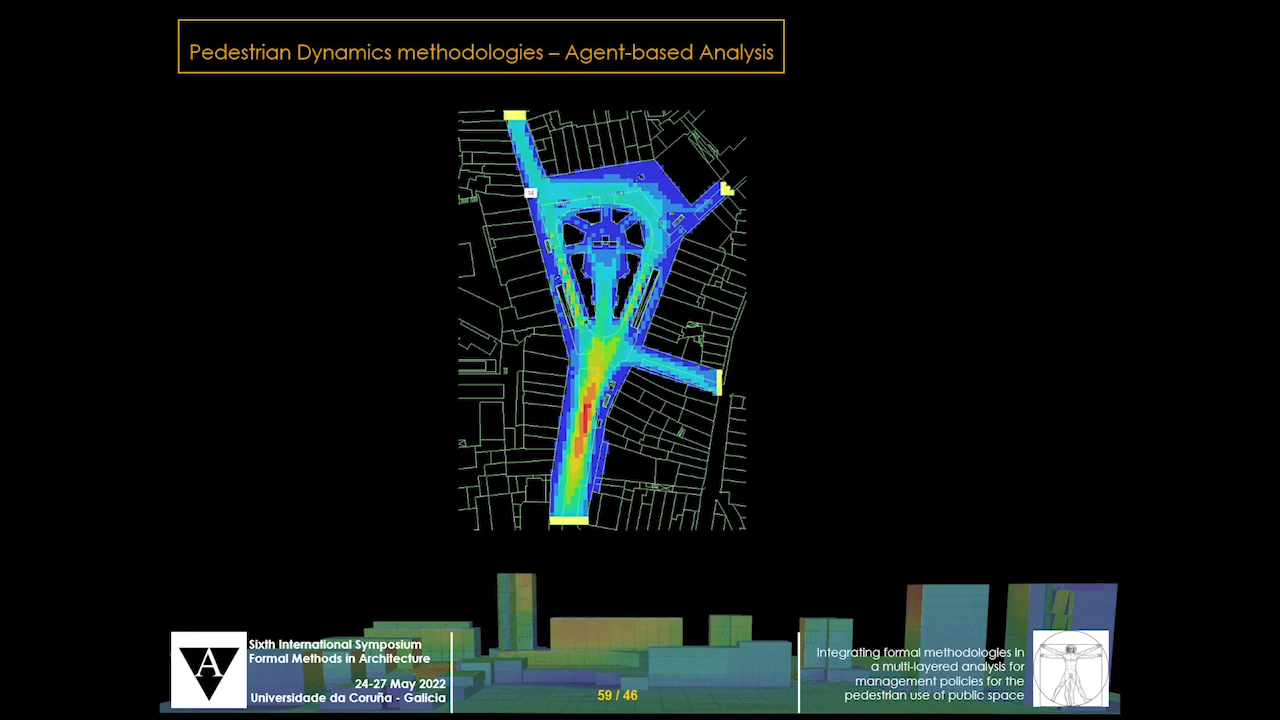 Pedestrian Dynamics methodologies – Agent-based Analysis
14
A
Sixth International Symposium
Formal Methods in Architecture
24-27 May 2022
Universidade da Coruña - Galicia
59 / 46
Integrating formal methodologies in
a multi-layered analysis for
management policies for the
pedestrian use of public space